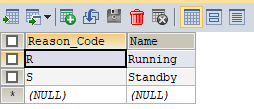 Reason_Code Name
R Running
S Standby
* (NULL) (NULL)